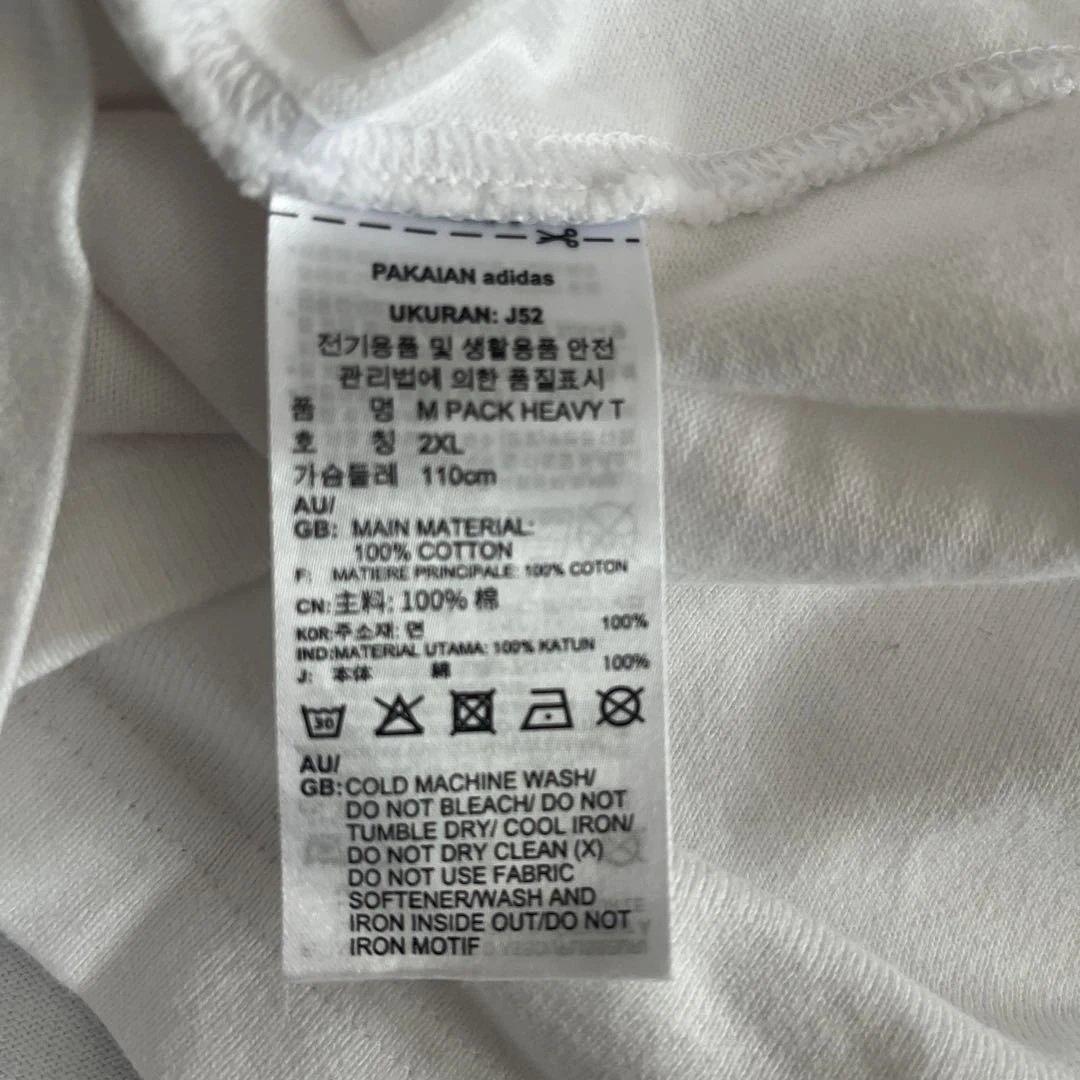 PAKAIAN adidas
UKURAN: J52
전기용품 및 생활용품 안전
관리법에 의한 품질표시
품 명 M PACK HEAVY T
호 칭 2XL
가슴둘레 110cm
AU/
GB: MAIN MATERIAL:
100% COTTON
F: MATIERE PRINCIPALE: 100% COTON
CN: 主料: 100% 棉
KOR:주소재: 면 100%
IND:MATERIAL UTAMA: 100% KATUN
J: 本体 綿 100%
30
AU/
GB:COLD MACHINE WASH/
DO NOT BLEACH/ DO NOT
TUMBLE DRY/ COOL IRON/
DO NOT DRY CLEAN (X)
DO NOT USE FABRIC
SOFTENER/WASH AND
IRON INSIDE OUT/DO NOT
IRON MOTIF